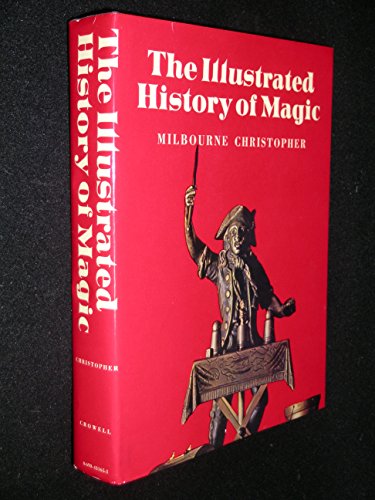 The Illustrated
History of Magic
MILBOURNE CHRISTOPHER
The Illustrated
History of Magic
CHRISTOPHER
CROWELL